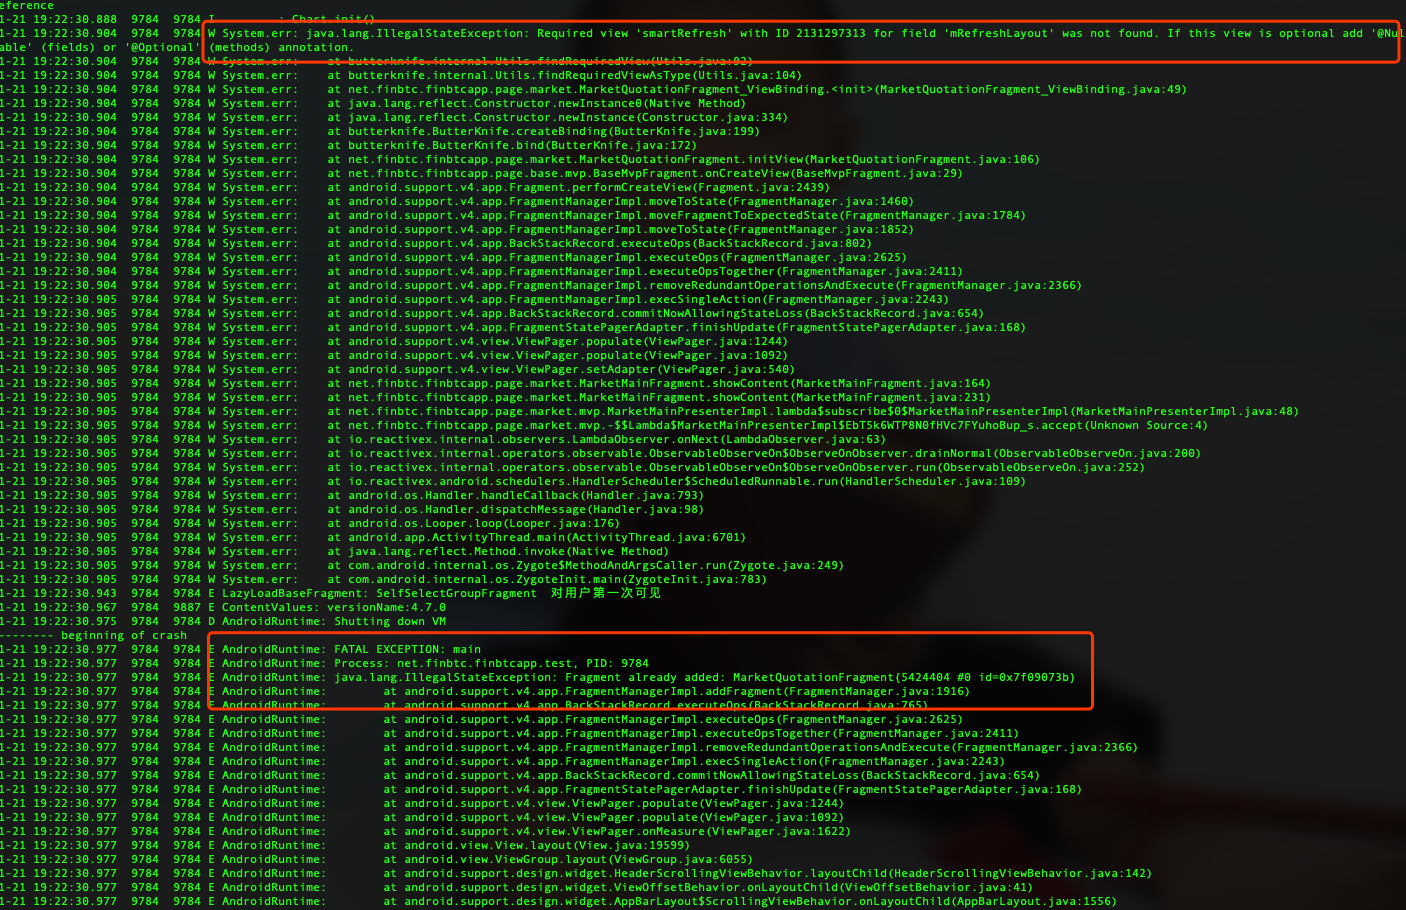 eference
1-21 19:22:30.888  9784  9784 I         : Chart init()
1-21 19:22:30.904  9784  9784 W System.err: java.lang.IllegalStateException: Required view 'smartRefresh' with ID 2131297313 for field 'mRefreshLayout' was not found. If this view is optional add '@Nul
able' (fields) or '@Optional' (methods) annotation.
1-21 19:22:30.904  9784  9784 W System.err:    at butterknife.internal.Utils.findRequiredView(Utils.java:92)
1-21 19:22:30.904  9784  9784 W System.err:    at butterknife.internal.Utils.findRequiredViewAsType(Utils.java:104)
1-21 19:22:30.904  9784  9784 W System.err:    at net.finbtc.finbtcapp.page.market.MarketQuotationFragment_ViewBinding.<init>(MarketQuotationFragment_ViewBinding.java:49)
1-21 19:22:30.904  9784  9784 W System.err:    at java.lang.reflect.Constructor.newInstance0(Native Method)
1-21 19:22:30.904  9784  9784 W System.err:    at java.lang.reflect.Constructor.newInstance(Constructor.java:334)
1-21 19:22:30.904  9784  9784 W System.err:    at butterknife.ButterKnife.createBinding(ButterKnife.java:199)
1-21 19:22:30.904  9784  9784 W System.err:    at butterknife.ButterKnife.bind(ButterKnife.java:172)
1-21 19:22:30.904  9784  9784 W System.err:    at net.finbtc.finbtcapp.page.market.MarketQuotationFragment.initView(MarketQuotationFragment.java:106)
1-21 19:22:30.904  9784  9784 W System.err:    at net.finbtc.finbtcapp.page.base.mvp.BaseMvpFragment.onCreateView(BaseMvpFragment.java:29)
1-21 19:22:30.904  9784  9784 W System.err:    at android.support.v4.app.Fragment.performCreateView(Fragment.java:2439)
1-21 19:22:30.904  9784  9784 W System.err:    at android.support.v4.app.FragmentManagerImpl.moveToState(FragmentManager.java:1460)
1-21 19:22:30.904  9784  9784 W System.err:    at android.support.v4.app.FragmentManagerImpl.moveFragmentToExpectedState(FragmentManager.java:1784)
1-21 19:22:30.904  9784  9784 W System.err:    at android.support.v4.app.FragmentManagerImpl.moveToState(FragmentManager.java:1852)
1-21 19:22:30.904  9784  9784 W System.err:    at android.support.v4.app.BackStackRecord.executeOps(BackStackRecord.java:802)
1-21 19:22:30.904  9784  9784 W System.err:    at android.support.v4.app.FragmentManagerImpl.executeOps(FragmentManager.java:2625)
1-21 19:22:30.904  9784  9784 W System.err:    at android.support.v4.app.FragmentManagerImpl.executeOpsTogether(FragmentManager.java:2411)
1-21 19:22:30.904  9784  9784 W System.err:    at android.support.v4.app.FragmentManagerImpl.removeRedundantOperationsAndExecute(FragmentManager.java:2366)
1-21 19:22:30.905  9784  9784 W System.err:    at android.support.v4.app.FragmentManagerImpl.execSingleAction(FragmentManager.java:2243)
1-21 19:22:30.905  9784  9784 W System.err:    at android.support.v4.app.BackStackRecord.commitNowAllowingStateLoss(BackStackRecord.java:654)
1-21 19:22:30.905  9784  9784 W System.err:    at android.support.v4.app.FragmentStatePagerAdapter.finishUpdate(FragmentStatePagerAdapter.java:168)
1-21 19:22:30.905  9784  9784 W System.err:    at android.support.v4.view.ViewPager.populate(ViewPager.java:1244)
1-21 19:22:30.905  9784  9784 W System.err:    at android.support.v4.view.ViewPager.populate(ViewPager.java:1092)
1-21 19:22:30.905  9784  9784 W System.err:    at android.support.v4.view.ViewPager.setAdapter(ViewPager.java:540)
1-21 19:22:30.905  9784  9784 W System.err:    at net.finbtc.finbtcapp.page.market.MarketMainFragment.showContent(MarketMainFragment.java:164)
1-21 19:22:30.905  9784  9784 W System.err:    at net.finbtc.finbtcapp.page.market.MarketMainFragment.showContent(MarketMainFragment.java:231)
1-21 19:22:30.905  9784  9784 W System.err:    at net.finbtc.finbtcapp.page.market.mvp.MarketMainPresenterImpl.lambda$subscribe$0$MarketMainPresenterImpl(MarketMainPresenterImpl.java:48)
1-21 19:22:30.905  9784  9784 W System.err:    at net.finbtc.finbtcapp.page.market.mvp.-$$Lambda$MarketMainPresenterImpl$EbT5k6WTP8N0fHVc7FYuhoBup_s.accept(Unknown Source:4)
1-21 19:22:30.905  9784  9784 W System.err:    at io.reactivex.internal.observers.LambdaObserver.onNext(LambdaObserver.java:63)
1-21 19:22:30.905  9784  9784 W System.err:    at io.reactivex.internal.operators.observable.ObservableObserveOn$ObserveOnObserver.drainNormal(ObservableObserveOn.java:200)
1-21 19:22:30.905  9784  9784 W System.err:    at io.reactivex.internal.operators.observable.ObservableObserveOn$ObserveOnObserver.run(ObservableObserveOn.java:252)
1-21 19:22:30.905  9784  9784 W System.err:    at io.reactivex.android.schedulers.HandlerScheduler$ScheduledRunnable.run(HandlerScheduler.java:109)
1-21 19:22:30.905  9784  9784 W System.err:    at android.os.Handler.handleCallback(Handler.java:793)
1-21 19:22:30.905  9784  9784 W System.err:    at android.os.Handler.dispatchMessage(Handler.java:98)
1-21 19:22:30.905  9784  9784 W System.err:    at android.os.Looper.loop(Looper.java:176)
1-21 19:22:30.905  9784  9784 W System.err:    at android.app.ActivityThread.main(ActivityThread.java:6701)
1-21 19:22:30.905  9784  9784 W System.err:    at java.lang.reflect.Method.invoke(Native Method)
1-21 19:22:30.905  9784  9784 W System.err:    at com.android.internal.os.Zygote$MethodAndArgsCaller.run(Zygote.java:249)
1-21 19:22:30.905  9784  9784 W System.err:    at com.android.internal.os.ZygoteInit.main(ZygoteInit.java:783)
1-21 19:22:30.943  9784  9784 E LazyLoadBaseFragment: SelfSelectGroupFragment  对用户第一次可见
1-21 19:22:30.967  9784  9887 E ContentValues: versionName:4.7.0
1-21 19:22:30.975  9784  9784 D AndroidRuntime: Shutting down VM
-------- beginning of crash
1-21 19:22:30.977  9784  9784 E AndroidRuntime: FATAL EXCEPTION: main
1-21 19:22:30.977  9784  9784 E AndroidRuntime: Process: net.finbtc.finbtcapp.test, PID: 9784
1-21 19:22:30.977  9784  9784 E AndroidRuntime: java.lang.IllegalStateException: Fragment already added: MarketQuotationFragment{5424404 #0 id=0x7f09073b}
1-21 19:22:30.977  9784  9784 E AndroidRuntime:        at android.support.v4.app.FragmentManagerImpl.addFragment(FragmentManager.java:1916)
1-21 19:22:30.977  9784  9784 E AndroidRuntime:        at android.support.v4.app.BackStackRecord.executeOps(BackStackRecord.java:765)
1-21 19:22:30.977  9784  9784 E AndroidRuntime:        at android.support.v4.app.FragmentManagerImpl.executeOps(FragmentManager.java:2625)
1-21 19:22:30.977  9784  9784 E AndroidRuntime:        at android.support.v4.app.FragmentManagerImpl.executeOpsTogether(FragmentManager.java:2411)
1-21 19:22:30.977  9784  9784 E AndroidRuntime:        at android.support.v4.app.FragmentManagerImpl.removeRedundantOperationsAndExecute(FragmentManager.java:2366)
1-21 19:22:30.977  9784  9784 E AndroidRuntime:        at android.support.v4.app.FragmentManagerImpl.execSingleAction(FragmentManager.java:2243)
1-21 19:22:30.977  9784  9784 E AndroidRuntime:        at android.support.v4.app.BackStackRecord.commitNowAllowingStateLoss(BackStackRecord.java:654)
1-21 19:22:30.977  9784  9784 E AndroidRuntime:        at android.support.v4.app.FragmentStatePagerAdapter.finishUpdate(FragmentStatePagerAdapter.java:168)
1-21 19:22:30.977  9784  9784 E AndroidRuntime:        at android.support.v4.view.ViewPager.populate(ViewPager.java:1244)
1-21 19:22:30.977  9784  9784 E AndroidRuntime:        at android.support.v4.view.ViewPager.populate(ViewPager.java:1092)
1-21 19:22:30.977  9784  9784 E AndroidRuntime:        at android.support.v4.view.ViewPager.onMeasure(ViewPager.java:1622)
1-21 19:22:30.977  9784  9784 E AndroidRuntime:        at android.view.View.layout(View.java:19599)
1-21 19:22:30.977  9784  9784 E AndroidRuntime:        at android.view.ViewGroup.layout(ViewGroup.java:6055)
1-21 19:22:30.977  9784  9784 E AndroidRuntime:        at android.support.design.widget.HeaderScrollingViewBehavior.layoutChild(HeaderScrollingViewBehavior.java:142)
1-21 19:22:30.977  9784  9784 E AndroidRuntime:        at android.support.design.widget.ViewOffsetBehavior.onLayoutChild(ViewOffsetBehavior.java:41)
1-21 19:22:30.977  9784  9784 E AndroidRuntime:        at android.support.design.widget.AppBarLayout$ScrollingViewBehavior.onLayoutChild(AppBarLayout.java:1556)